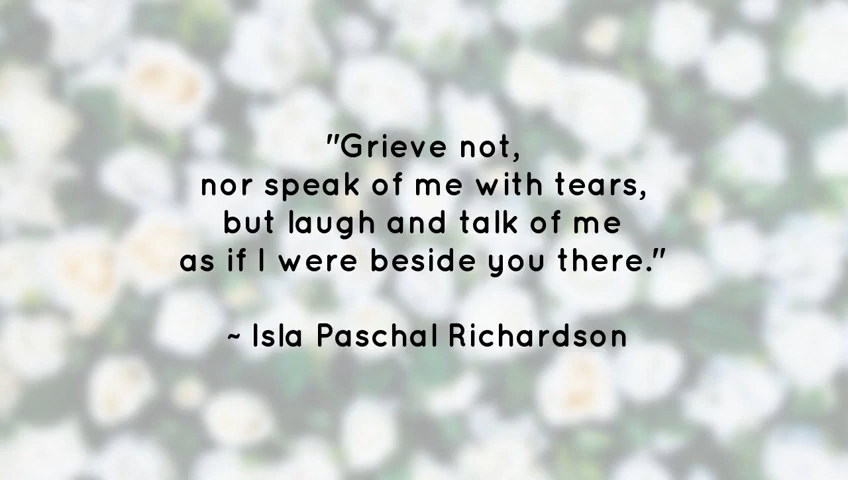 "Grieve not,
nor speak of me with tears,
but laugh and talk of me
as if I were beside you there."
~ Isla Paschal Richardson